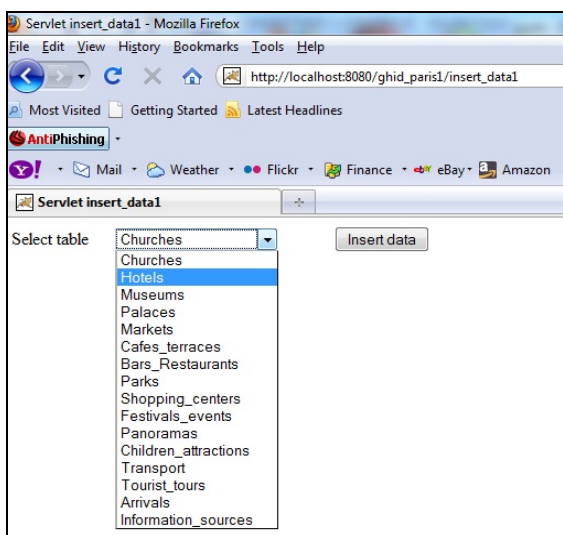 Servlet insert_data1 - Mozilla Firefox
File Edit View History Bookmarks Tools Help
http://localhost:8080/ghid_paris1/insert_data1
Most Visited Getting Started Latest Headlines
AntiPhishing
Y! Mail Weather Flickr Finance eBay Amazon
Servlet insert_data1
Select table Churches Insert data
Churches
Hotels
Museums
Palaces
Markets
Cafes_terraces
Bars_Restaurants
Parks
Shopping_centers
Festivals_events
Panoramas
Children_attractions
Transport
Tourist_tours
Arrivals
Information_sources